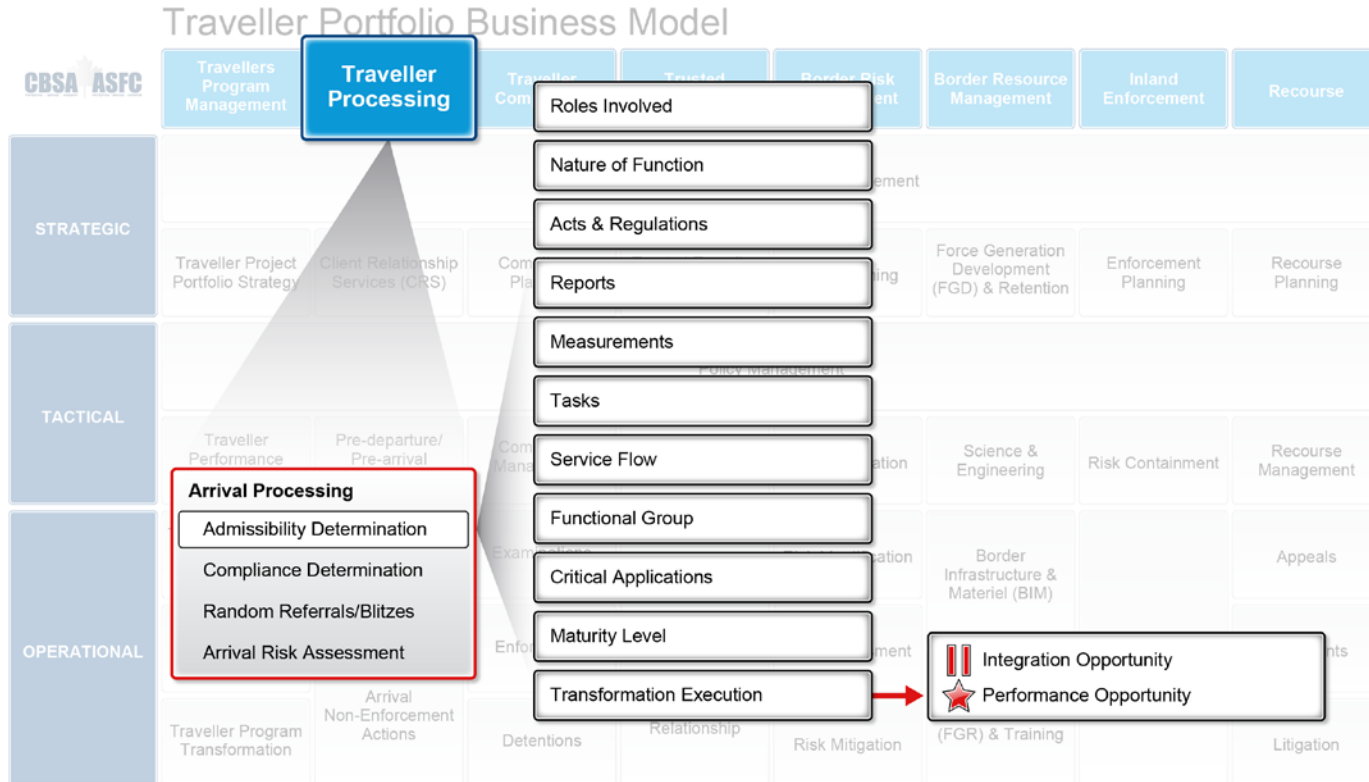 Traveller Portfolio Business Model
CBSA ASFC
Travellers
Program
Management
Traveller
Processing
Trusted
Border Risk
Border Resource
Management
Inland
Enforcement
Recourse
Roles Involved
Nature of Function
Acts & Regulations
Reports
Measurements
Tasks
Service Flow
Functional Group
Critical Applications
Maturity Level
Transformation Execution
STRATEGIC
Traveller Project
Portfolio Strategy
Client Relationship
Services (CRS)
Force Generation
Development
(FGD) & Retention
Enforcement
Planning
Recourse
Planning
TACTICAL
Policy Management
Traveller
Performance
Pre-departure/
Pre-arrival
Science &
Engineering
Risk Containment
Recourse
Management
Arrival Processing
Admissibility Determination
Compliance Determination
Random Referrals/Blitzes
Arrival Risk Assessment
OPERATIONAL
Border
Infrastructure &
Materiel (BIM)
Appeals
Integration Opportunity
Performance Opportunity
Traveller Program
Transformation
Arrival
Non-Enforcement
Actions
Detentions
Relationship
Risk Mitigation
(FGR) & Training
Litigation